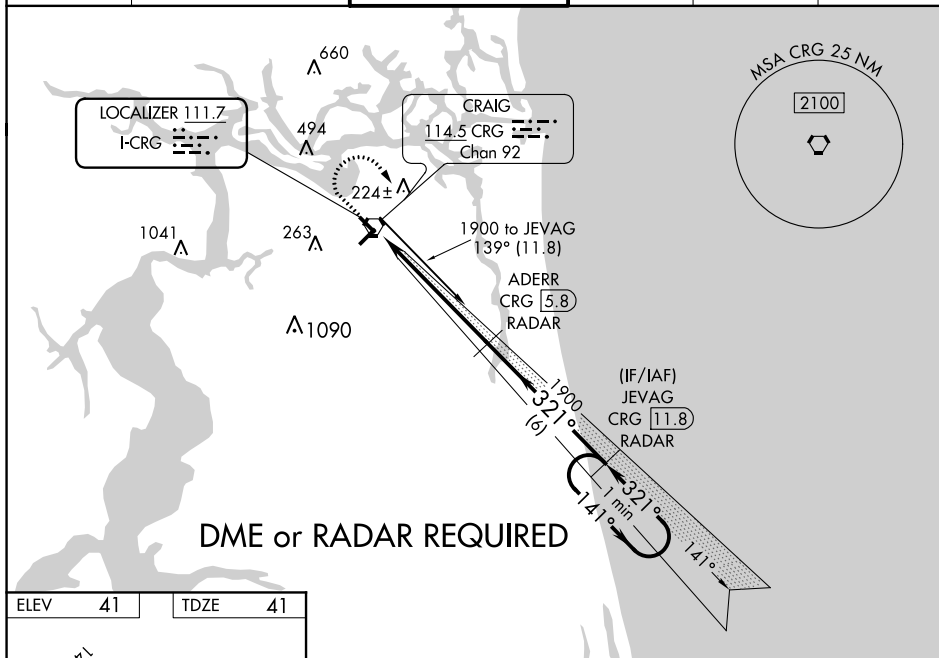 MSA CRG 25 NM
2100
660
LOCALIZER 111.7
I-CRG
CRAIG
114.5 CRG
Chan 92
494
224±
1041
263
1900 to JEVAG
139° (11.8)
ADERR
CRG 5.8
RADAR
1090
(IF/IAF)
JEVAG
CRG 11.8
RADAR
1900
321°
(6)
321°
1 min
141°
141°
DME or RADAR REQUIRED
ELEV 41
TDZE 41